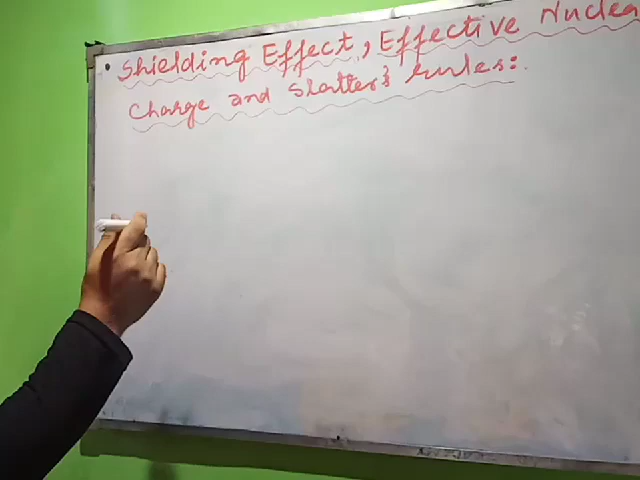 • Shielding Effect, Effective Nuclea
Charge and Slatter's rules: